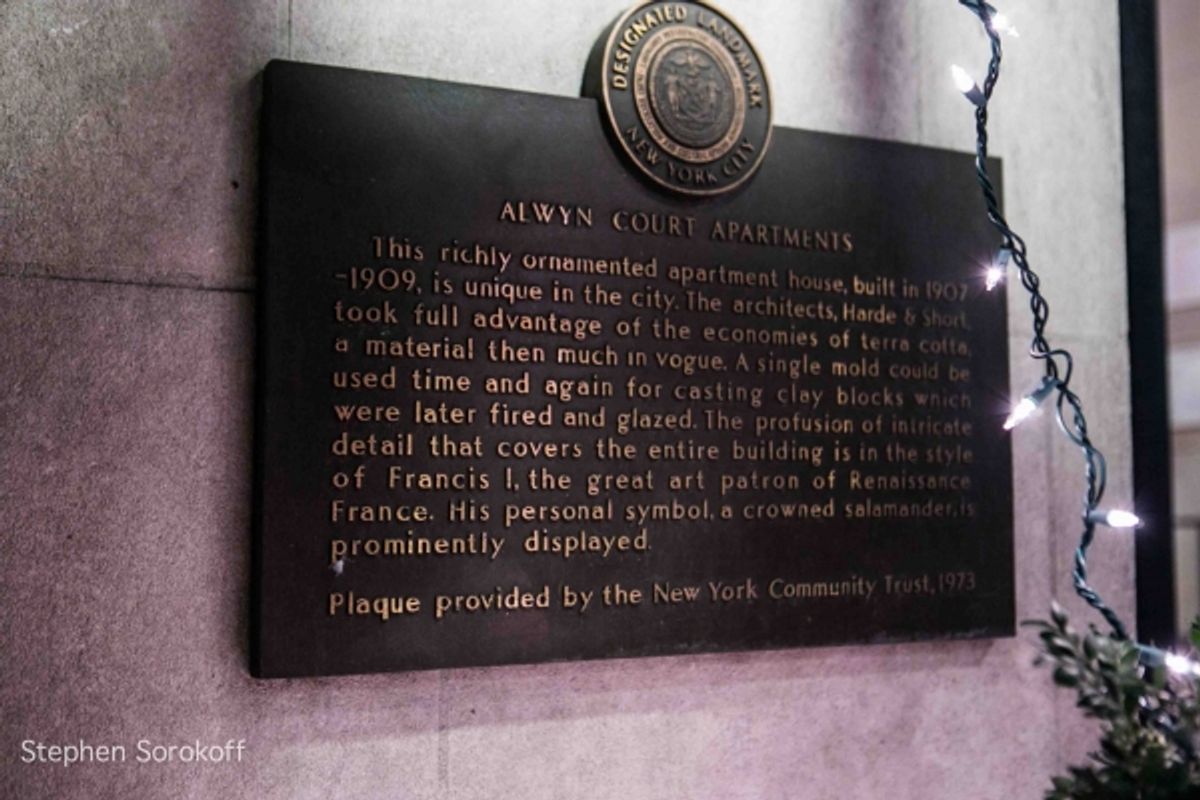 DESIGNATED LANDMARK
NEW YORK CITY
ALWYN COURT APARTMENTS
This richly ornamented apartment house, built in 1907
-1909, is unique in the city. The architects, Harde & Short,
took full advantage of the economies of terra cotta,
a material then much in vogue. A single mold could be
used time and again for casting clay blocks which
were later fired and glazed. The profusion of intricate
detail that covers the entire building is in the style
of Francis I, the great art patron of Renaissance
France. His personal symbol, a crowned salamander, is
prominently displayed.
Plaque provided by the New York Community Trust, 1973
Stephen Sorokoff